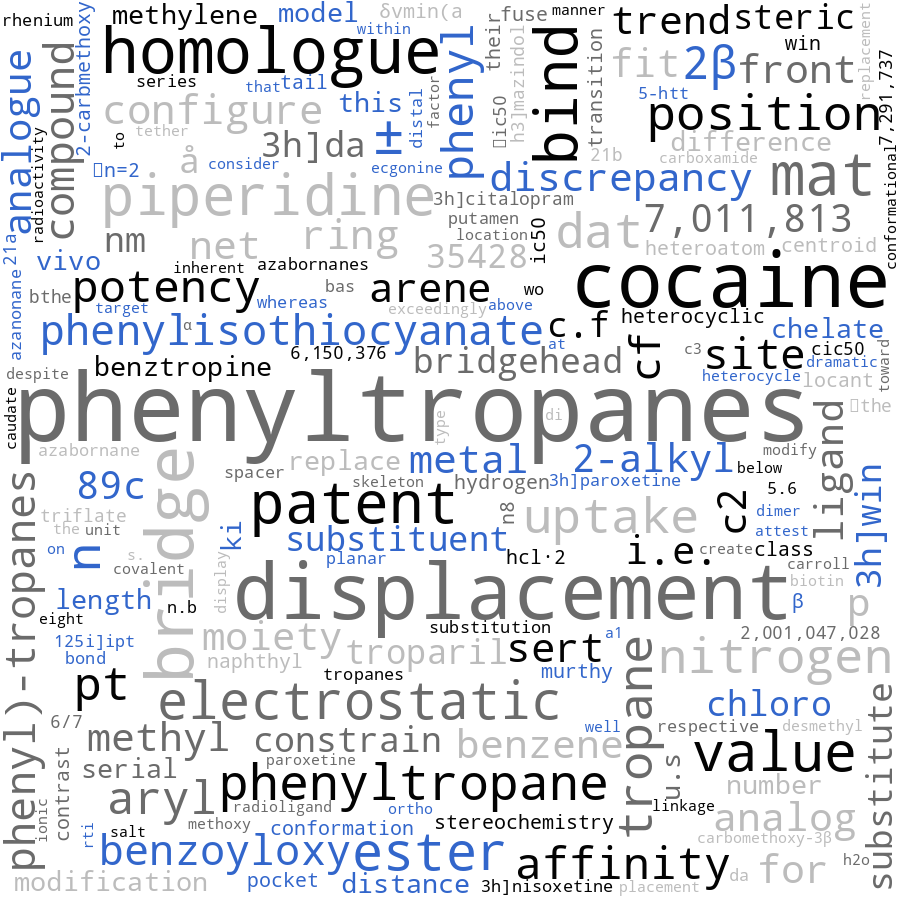 rhenium
methylene
model
δvmin(a
fuse
manner
trend
steric
within
their
homologue
phenyl
bind
win
replacement
analogue
compound
2-carbmethoxy
series
that
tail
fit
2β
front
transition
h3]mazindol
5-htt
configure
this
distal
factor
position
7,291,737
tether
to
radioactivity
3h]da
±
ic50
difference
21b
carboxamide
å
consider
ecgonine
n=2
discrepancy
mat
conformational
piperidine
3h]citalopram
putamen
location
dat
7,011,813
nm
net
ring
35428
ic50
heteroatom
centroid
21a
vivo
inherent
azabornanes
cocaine
azanonane
bthe
potency
bas
arene
wo
target
whereas
exceedingly
above
α
phenylisothiocyanate
c.f
heterocyclic
chelate
at
6,150,376
bridgehead
cf
c3
site
cic50
dramatic
toward
despite
benztropine
heterocycle
locant
caudate
phenyltropanes
type
di
the
azabornane
ligand
bridge
replace
metal
2-alkyl
modify
spacer
below
89c
skeleton
hydrogen
3h]paroxetine
5.6
phenyl)-tropanes
patent
n8
uptake
c2
dimer
3h]win
triflate
the
unit
ki
substituent
attest
on
n
s.
planar
hcl·2
i.e.
create
class
covalent
carroll
display
displacement
biotin
length
n.b
β
p
eight
substitution
a1
2,001,047,028
125i]ipt
moiety
troparil
sert
bond
naphthyl
murthy
nitrogen
tropanes
pt
tropane
electrostatic
chloro
substitute
6/7
well
respective
desmethyl
methyl
constrain
benzene
u.s
value
contrast
paroxetine
serial
phenyltropane
number
aryl
radioligand
ortho
linkage
ionic
rti
salt
methoxy
conformation
stereochemistry
analog
carbomethoxy-3β
benzoyloxy
ester
affinity
for
h2o
modification
pocket
distance
3h]nisoxetine
placement
da